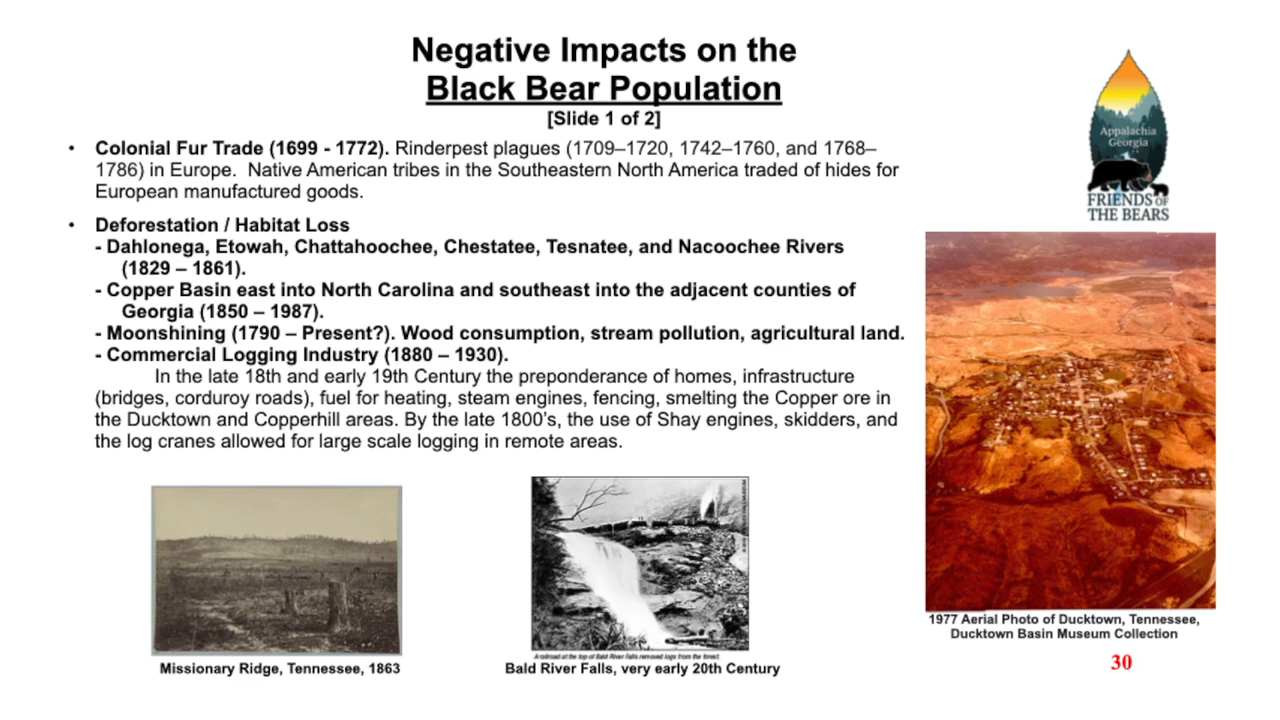 Negative Impacts on the
Black Bear Population
[Slide 1 of 2]
Appalachia
Georgia
FRIENDS OF
THE BEARS
• Colonial Fur Trade (1699 - 1772). Rinderpest plagues (1709–1720, 1742–1760, and 1768–
1786) in Europe. Native American tribes in the Southeastern North America traded of hides for
European manufactured goods.
• Deforestation / Habitat Loss
- Dahlonega, Etowah, Chattahoochee, Chestatee, Tesnatee, and Nacoochee Rivers
(1829 – 1861).
- Copper Basin east into North Carolina and southeast into the adjacent counties of
Georgia (1850 – 1987).
- Moonshining (1790 – Present?). Wood consumption, stream pollution, agricultural land.
- Commercial Logging Industry (1880 – 1930).
In the late 18th and early 19th Century the preponderance of homes, infrastructure
(bridges, corduroy roads), fuel for heating, steam engines, fencing, smelting the Copper ore in
the Ducktown and Copperhill areas. By the late 1800's, the use of Shay engines, skidders, and
the log cranes allowed for large scale logging in remote areas.
Missionary Ridge, Tennessee, 1863
A railroad at the top of Bald River Falls removed logs from the forest.
Bald River Falls, very early 20th Century
1977 Aerial Photo of Ducktown, Tennessee,
Ducktown Basin Museum Collection
30